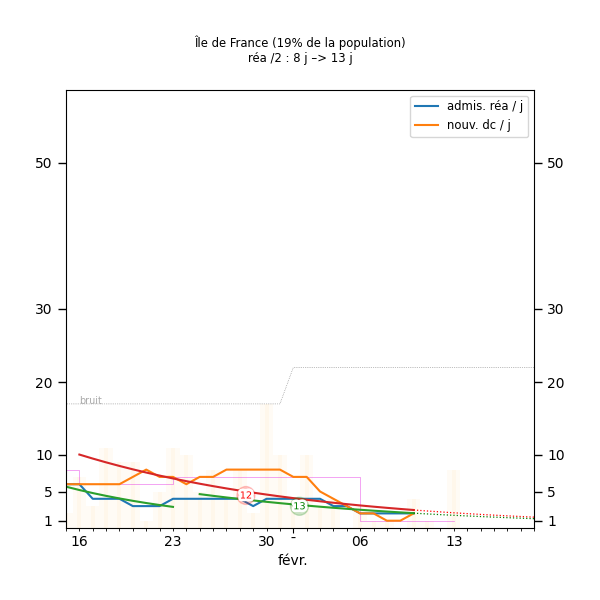 Île de France (19% de la population)
réa /2 : 8 j –> 13 j
admis. réa / j
nouv. dc / j
50 50
30 30
20 20
bruit
10 10
5 5
12
13
1 1
16 23 30 - 06 13
févr.